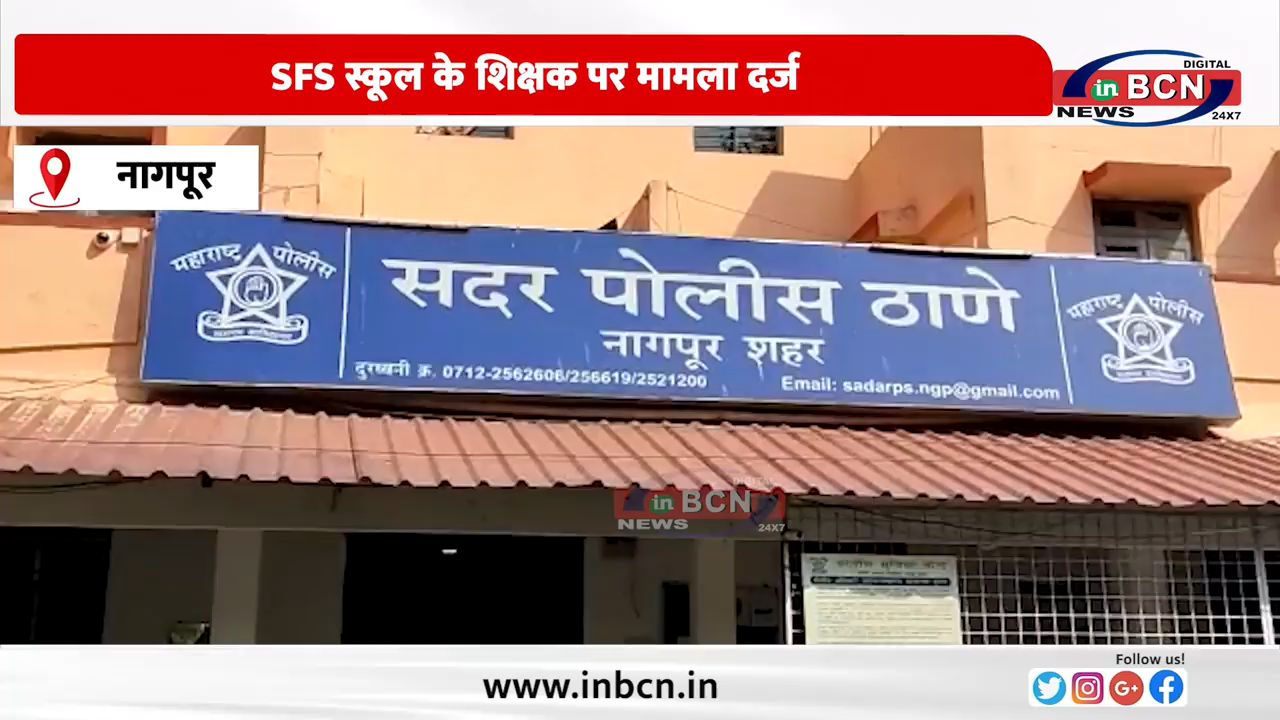 SFS स्कूल के शिक्षक पर मामला दर्ज
DIGITAL
in BCN
NEWS 24X7
नागपूर
महाराष्ट्र पोलीस
सदर पोलीस ठाणे
नागपूर शहर
दुरध्वनी क्र. 0712-2562606/256619/2521200
Email: sadarps.ngp@gmail.com
महाराष्ट्र पोलीस
DIGITAL
in BCN
NEWS 24X7
Follow us!
www.inbcn.in